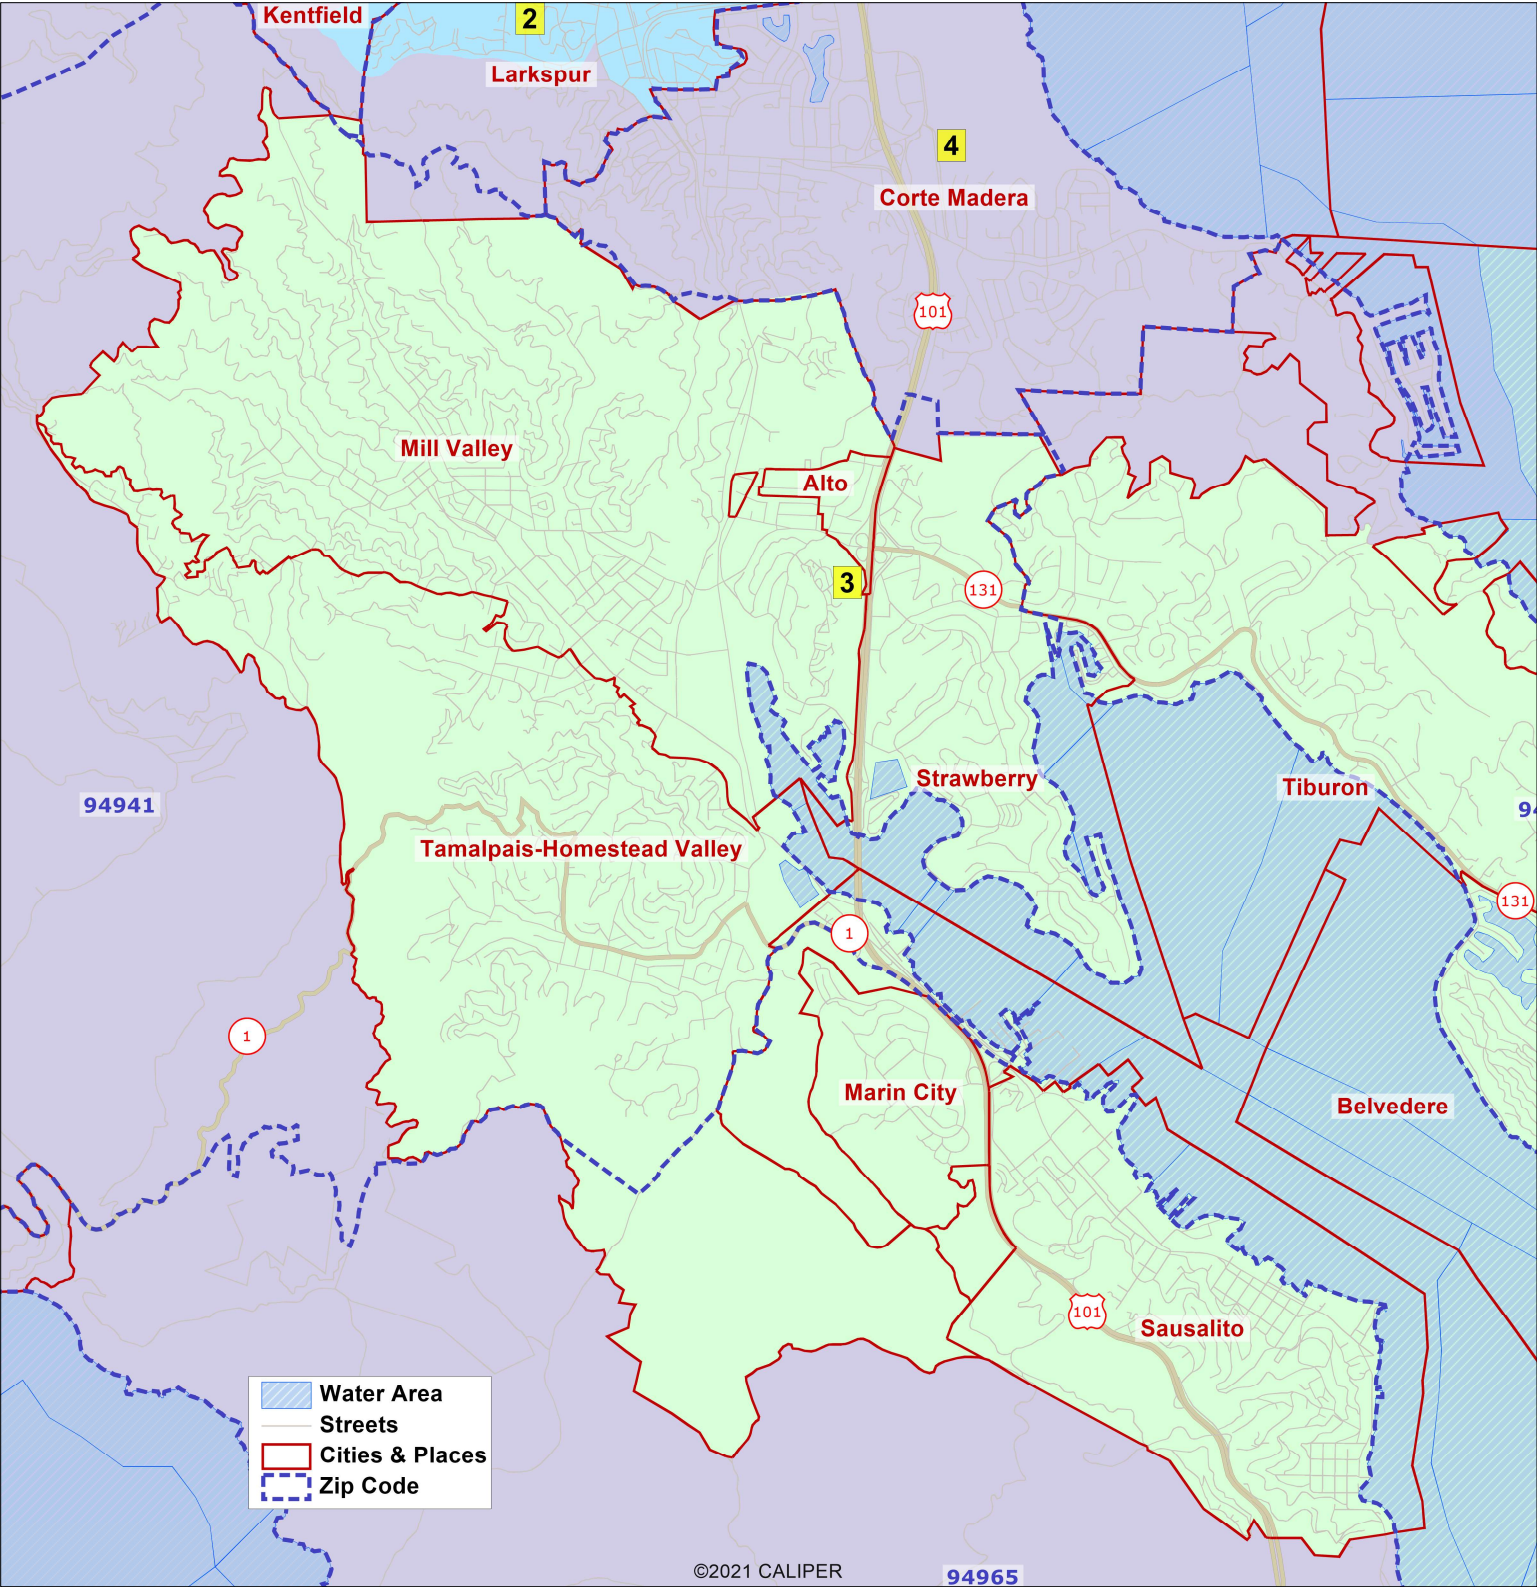 Kentfield
2
Larkspur
4
Corte Madera
101
Mill Valley
Alto
3
131
94941
Strawberry
Tiburon
94
Tamalpais-Homestead Valley
131
1
1
Marin City
Belvedere
101
Sausalito
Water Area
Streets
Cities & Places
Zip Code
©2021 CALIPER
94965